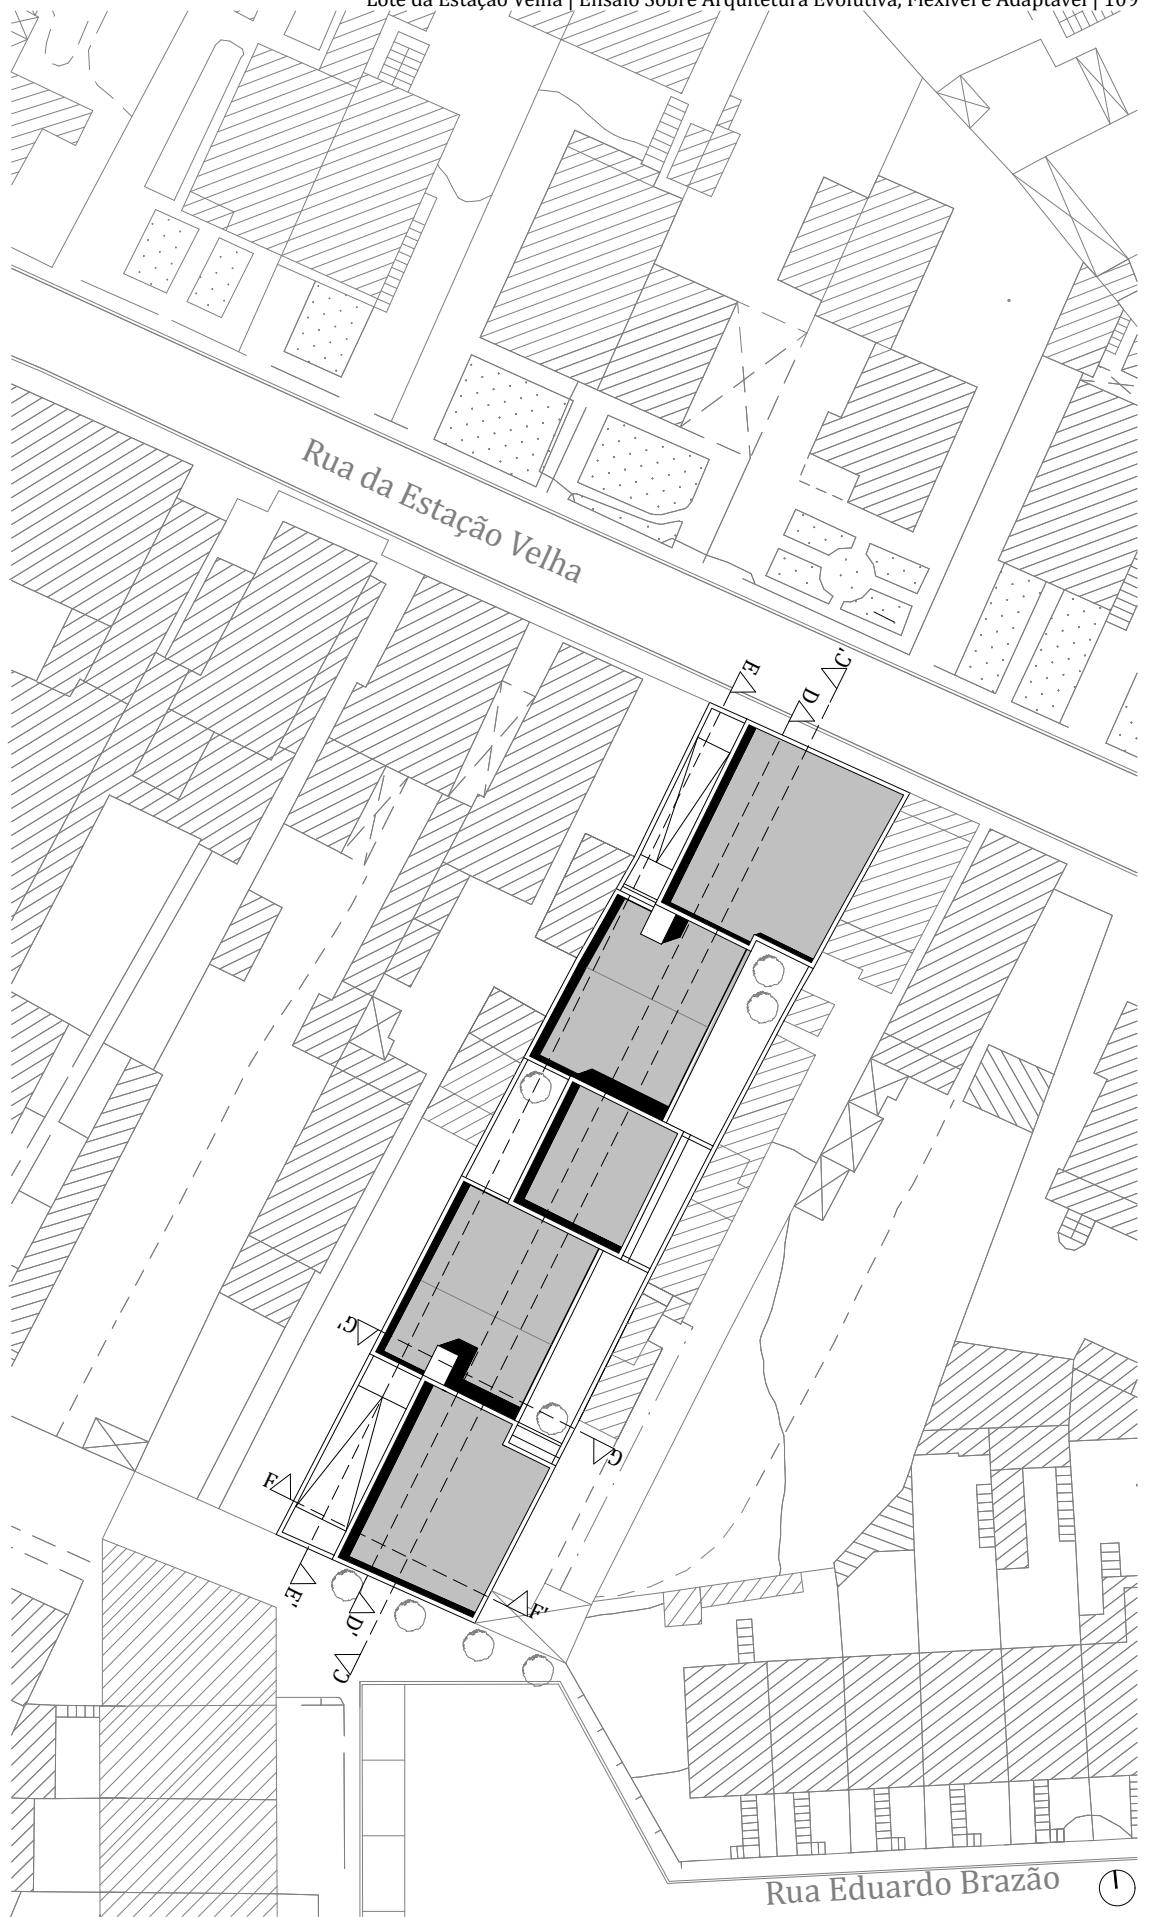 Lote da Estação Velha | Ensaio Sobre Arquitetura Evolutiva, Flexível e Adaptável | 109
Rua da Estação Velha
E
D
C'
G'
G
F
F'
E'
D'
C
Rua Eduardo Brazão